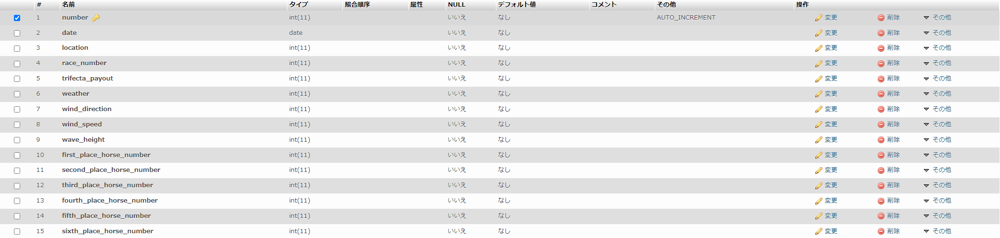 # 名前 タイプ 照合順序 属性 NULL デフォルト値 コメント その他 操作
1 number int(11) いいえ なし AUTO_INCREMENT 変更 削除 その他
2 date date いいえ なし 変更 削除 その他
3 location int(11) いいえ なし 変更 削除 その他
4 race_number int(11) いいえ なし 変更 削除 その他
5 trifecta_payout int(11) いいえ なし 変更 削除 その他
6 weather int(11) いいえ なし 変更 削除 その他
7 wind_direction int(11) いいえ なし 変更 削除 その他
8 wind_speed int(11) いいえ なし 変更 削除 その他
9 wave_height int(11) いいえ なし 変更 削除 その他
10 first_place_horse_number int(11) いいえ なし 変更 削除 その他
11 second_place_horse_number int(11) いいえ なし 変更 削除 その他
12 third_place_horse_number int(11) いいえ なし 変更 削除 その他
13 fourth_place_horse_number int(11) いいえ なし 変更 削除 その他
14 fifth_place_horse_number int(11) いいえ なし 変更 削除 その他
15 sixth_place_horse_number int(11) いいえ なし 変更 削除 その他